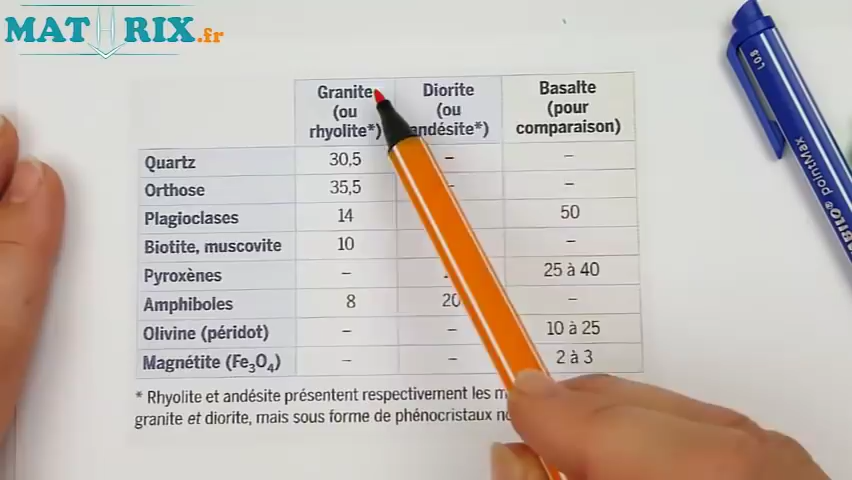 MATHRIX.fr
Granite Diorite Basalte
(ou (ou (pour
rhyolite*) andésite*) comparaison)
Quartz 30,5 – –
Orthose 35,5 - –
Plagioclases 14 50
Biotite, muscovite 10 –
Pyroxènes – 25 à 40
Amphiboles 8 20 –
Olivine (péridot) – – 10 à 25
Magnétite (Fe₃O₄) – – 2 à 3
* Rhyolite et andésite présentent respectivement les
granite et diorite, mais sous forme de phénocristaux
L0.8
STABILO® pointMax